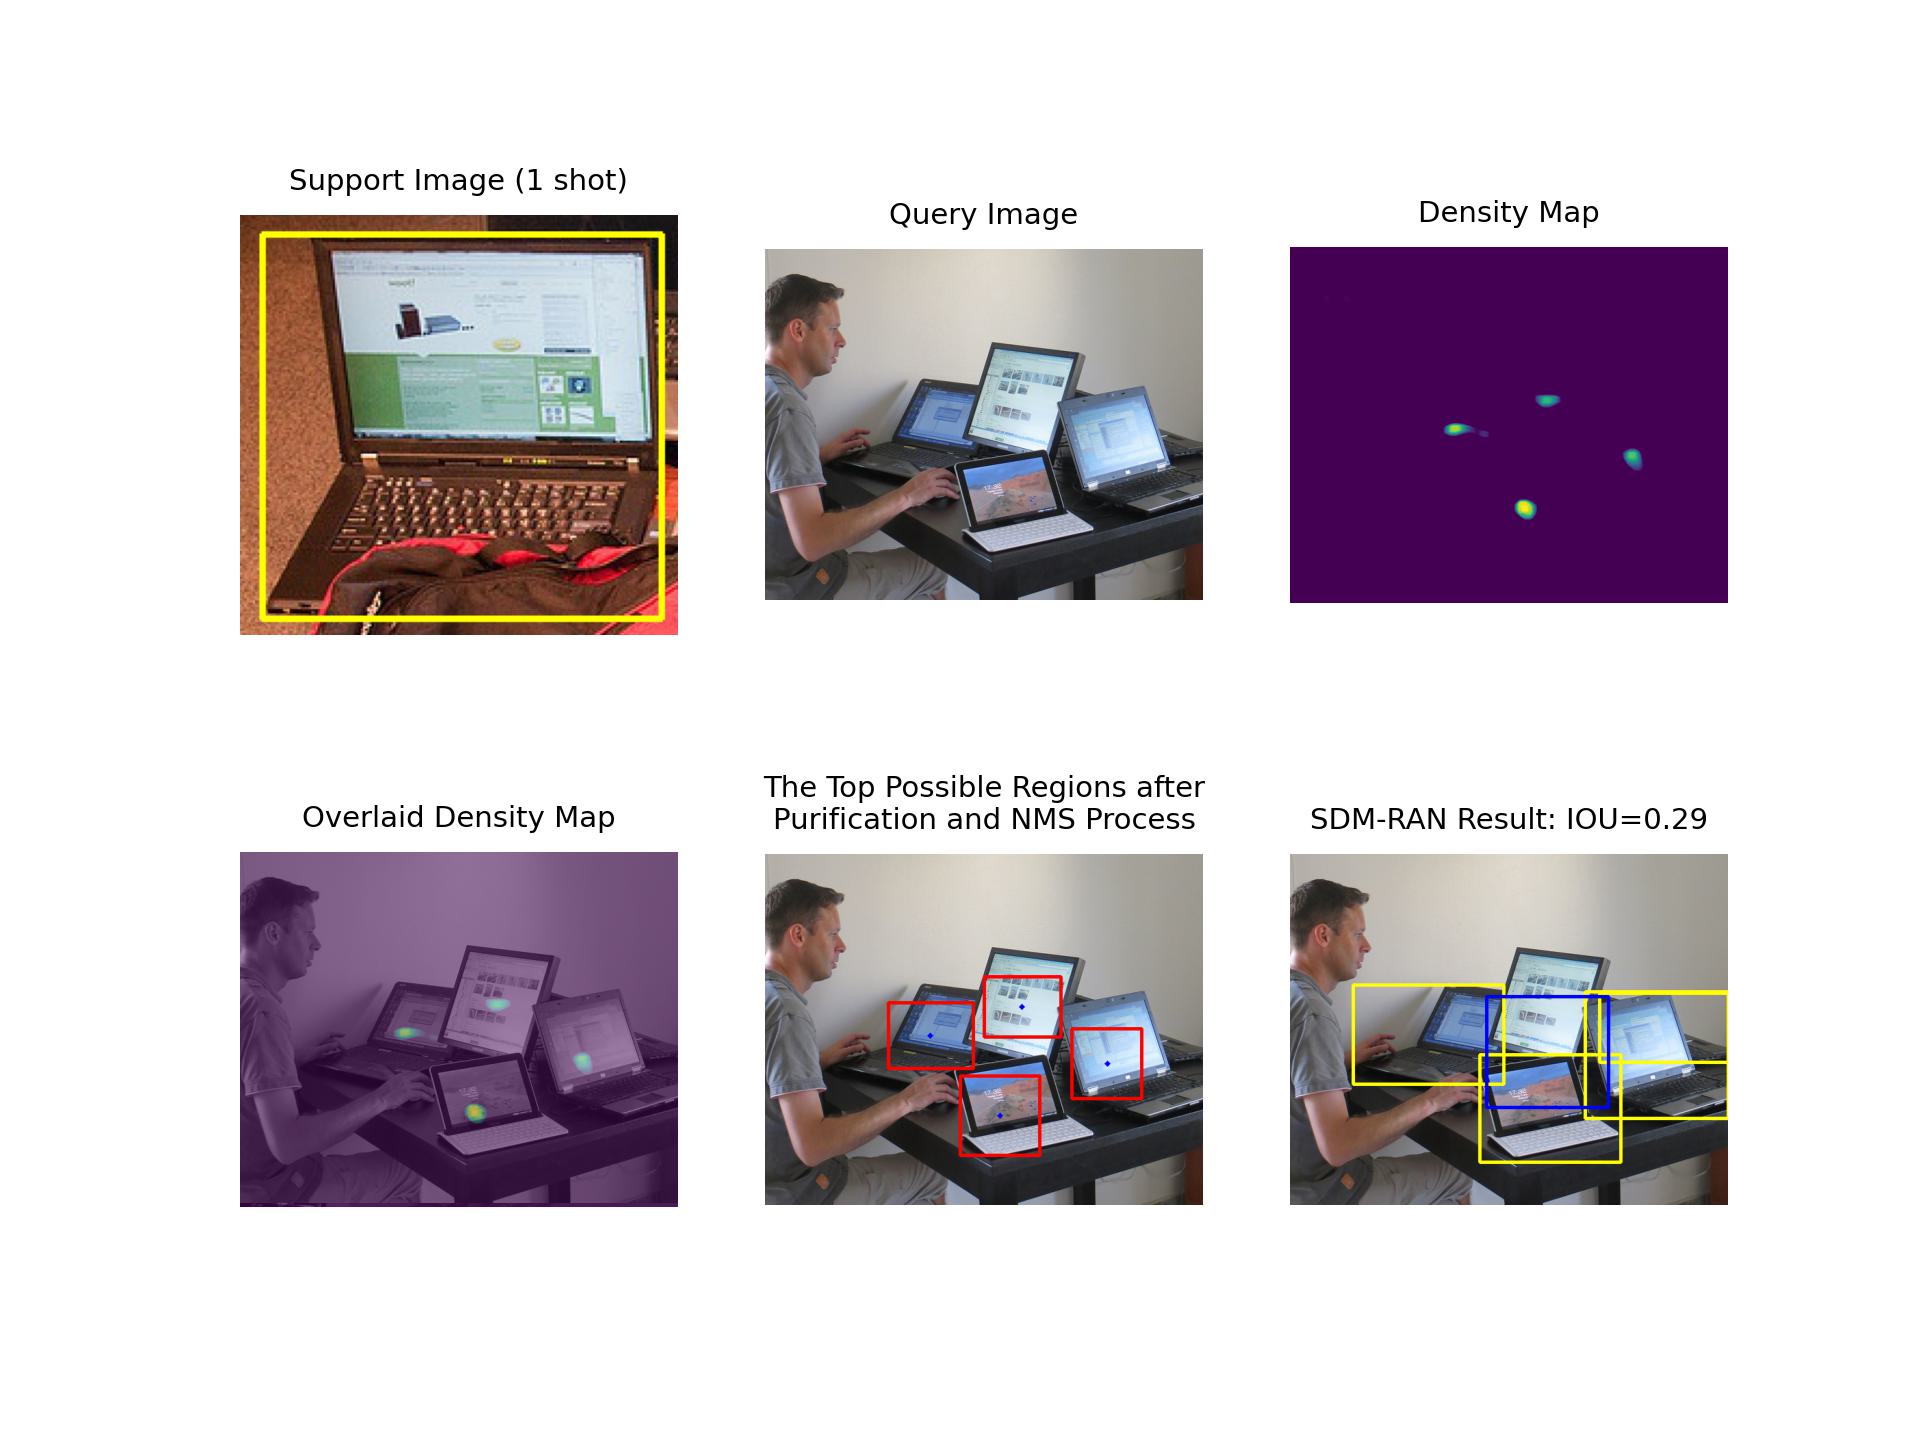 Support Image (1 shot)
Query Image
Density Map
woot!
Overlaid Density Map
The Top Possible Regions after
Purification and NMS Process
SDM-RAN Result: IOU=0.29